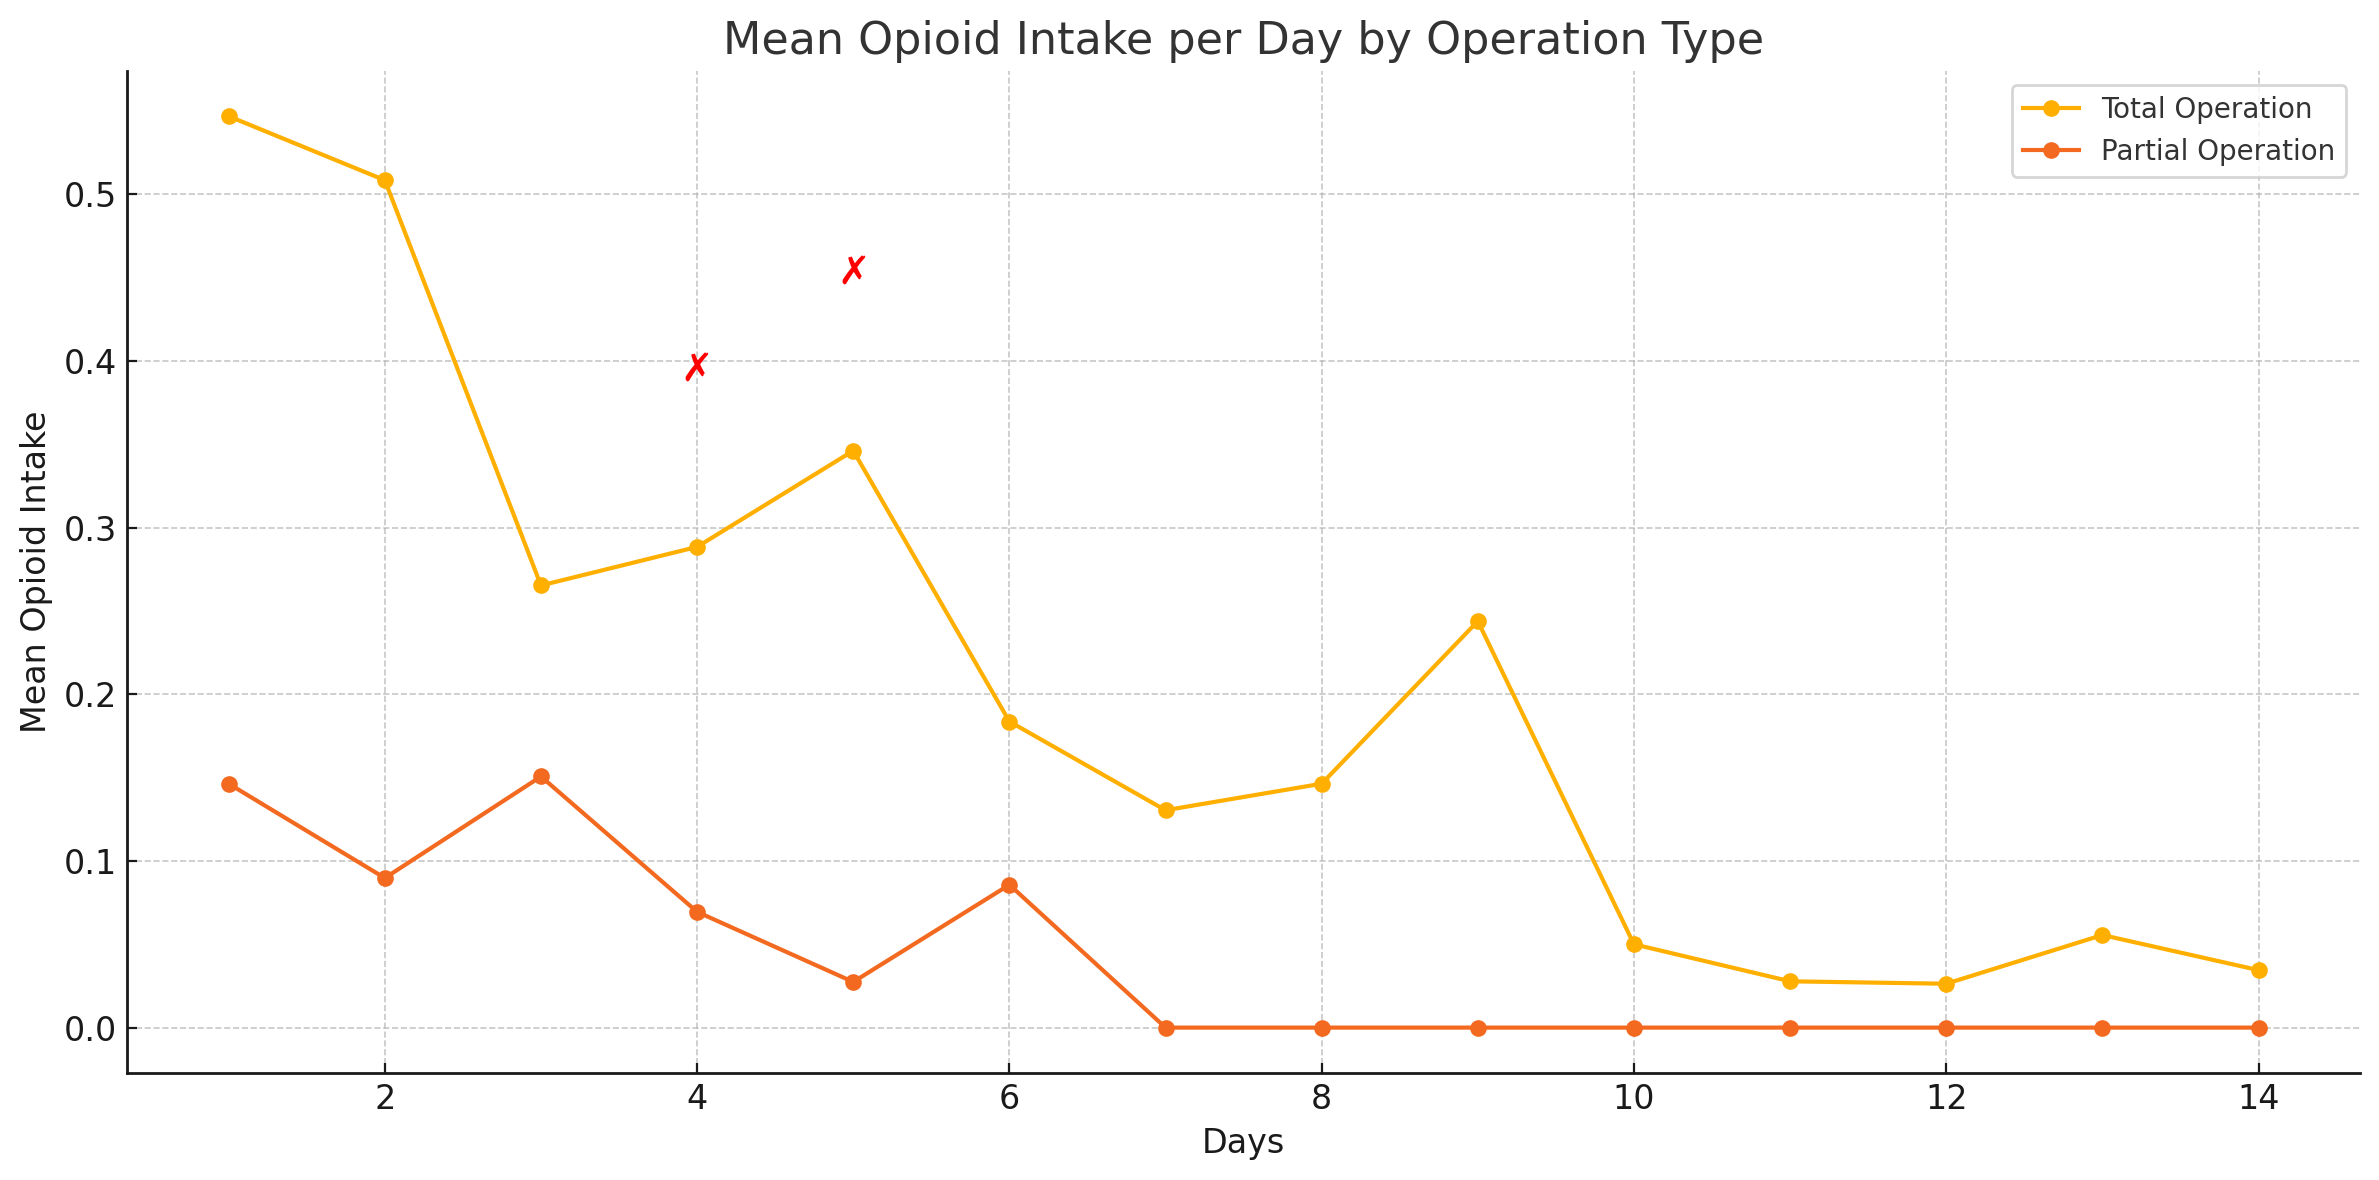 Mean Opioid Intake per Day by Operation Type
Total Operation
Partial Operation
✗
✗
Mean Opioid Intake
0.5
0.4
0.3
0.2
0.1
0.0
2 4 6 8 10 12 14
Days